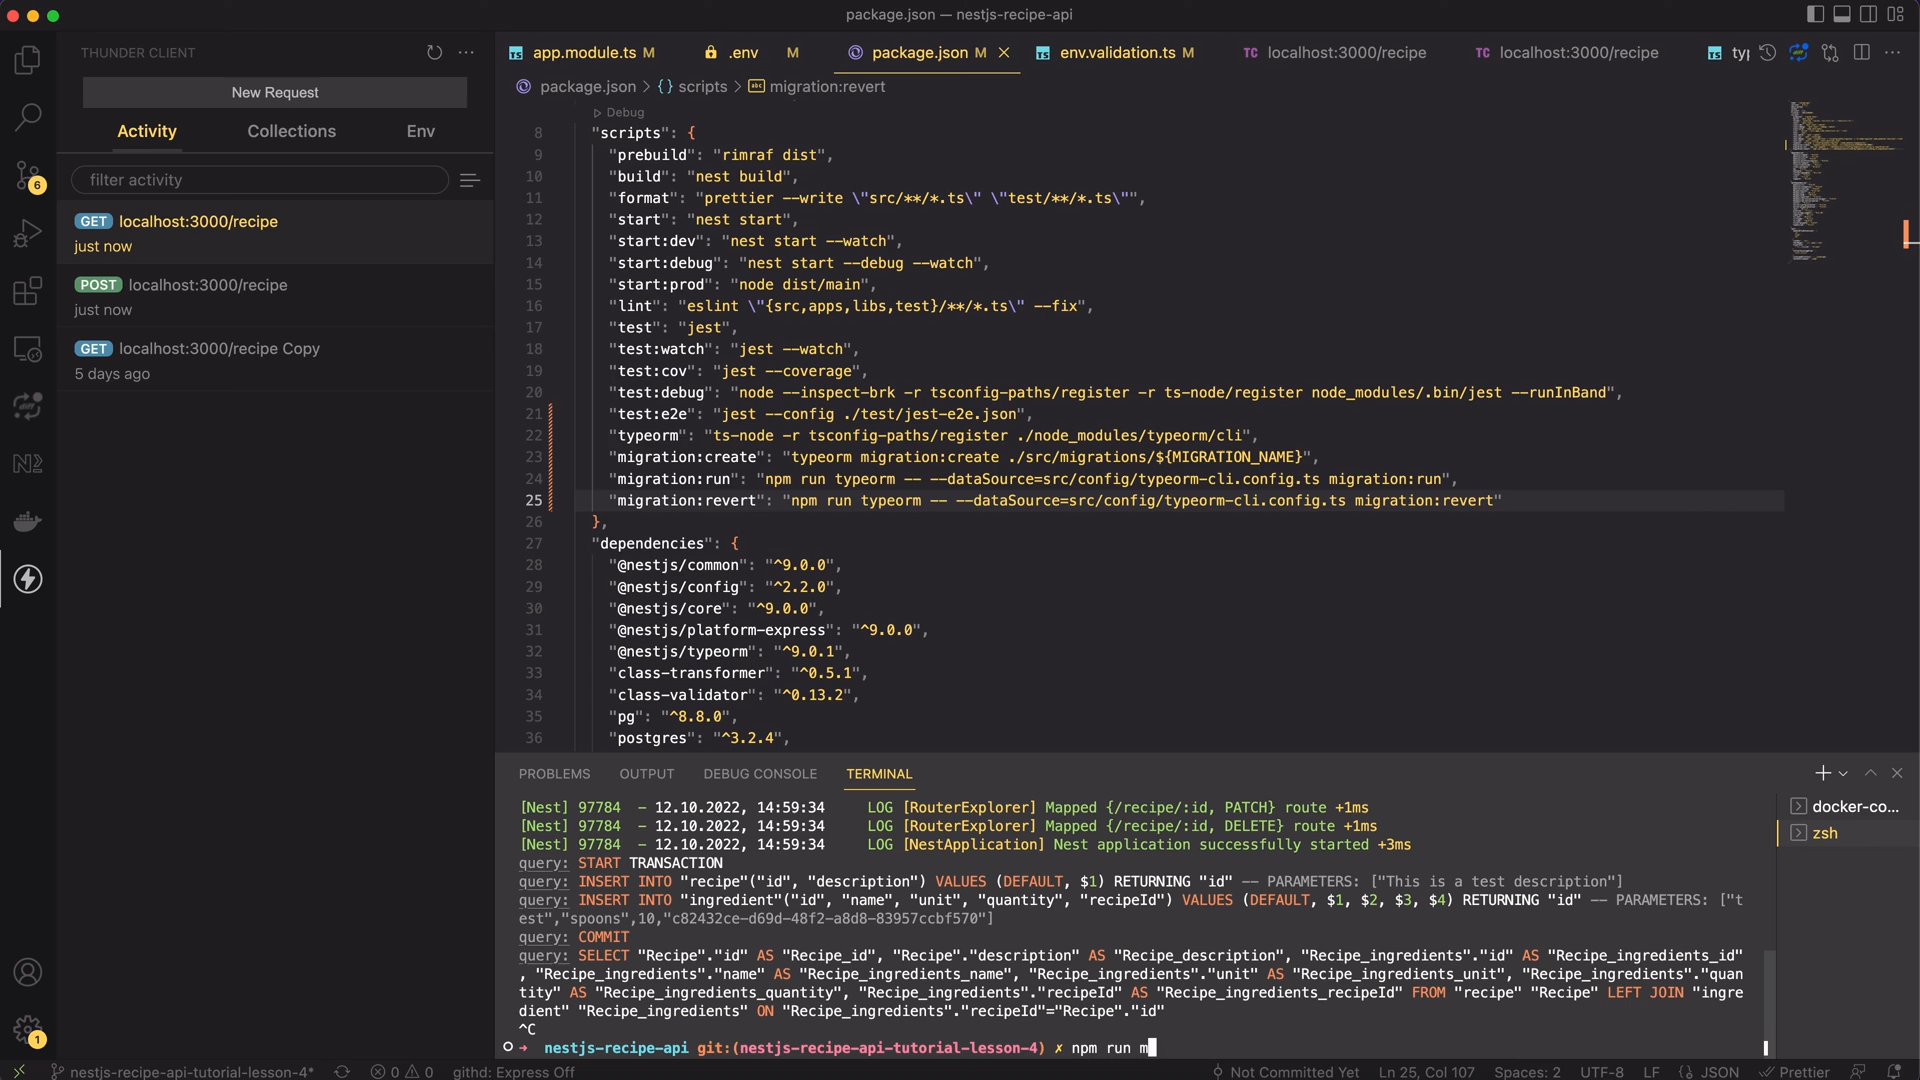 package.json — nestjs-recipe-api
THUNDER CLIENT
New Request
Activity
Collections
Env
filter activity
GET localhost:3000/recipe
just now
POST localhost:3000/recipe
just now
GET localhost:3000/recipe Copy
5 days ago
6
1
TS app.module.ts M
.env M
package.json M
TS env.validation.ts M
TC localhost:3000/recipe
TC localhost:3000/recipe
TS typ
package.json > {} scripts > abc migration:revert
Debug
8 "scripts": {
9 "prebuild": "rimraf dist",
10 "build": "nest build",
11 "format": "prettier --write \"src/**/*.ts\" \"test/**/*.ts\"",
12 "start": "nest start",
13 "start:dev": "nest start --watch",
14 "start:debug": "nest start --debug --watch",
15 "start:prod": "node dist/main",
16 "lint": "eslint \"{src,apps,libs,test}/**/*.ts\" --fix",
17 "test": "jest",
18 "test:watch": "jest --watch",
19 "test:cov": "jest --coverage",
20 "test:debug": "node --inspect-brk -r tsconfig-paths/register -r ts-node/register node_modules/.bin/jest --runInBand",
21 "test:e2e": "jest --config ./test/jest-e2e.json",
22 "typeorm": "ts-node -r tsconfig-paths/register ./node_modules/typeorm/cli",
23 "migration:create": "typeorm migration:create ./src/migrations/${MIGRATION_NAME}",
24 "migration:run": "npm run typeorm -- --dataSource=src/config/typeorm-cli.config.ts migration:run",
25 "migration:revert": "npm run typeorm -- --dataSource=src/config/typeorm-cli.config.ts migration:revert"
26 },
27 "dependencies": {
28 "@nestjs/common": "^9.0.0",
29 "@nestjs/config": "^2.2.0",
30 "@nestjs/core": "^9.0.0",
31 "@nestjs/platform-express": "^9.0.0",
32 "@nestjs/typeorm": "^9.0.1",
33 "class-transformer": "^0.5.1",
34 "class-validator": "^0.13.2",
35 "pg": "^8.8.0",
36 "postgres": "^3.2.4",
PROBLEMS
OUTPUT
DEBUG CONSOLE
TERMINAL
docker-co...
zsh
[Nest] 97784 - 12.10.2022, 14:59:34 LOG [RouterExplorer] Mapped {/recipe/:id, PATCH} route +1ms
[Nest] 97784 - 12.10.2022, 14:59:34 LOG [RouterExplorer] Mapped {/recipe/:id, DELETE} route +1ms
[Nest] 97784 - 12.10.2022, 14:59:34 LOG [NestApplication] Nest application successfully started +3ms
query: START TRANSACTION
query: INSERT INTO "recipe"("id", "description") VALUES (DEFAULT, $1) RETURNING "id" -- PARAMETERS: ["This is a test description"]
query: INSERT INTO "ingredient"("id", "name", "unit", "quantity", "recipeId") VALUES (DEFAULT, $1, $2, $3, $4) RETURNING "id" -- PARAMETERS: ["t
est","spoons",10,"c82432ce-d69d-48f2-a8d8-83957ccbf570"]
query: COMMIT
query: SELECT "Recipe"."id" AS "Recipe_id", "Recipe"."description" AS "Recipe_description", "Recipe_ingredients"."id" AS "Recipe_ingredients_id"
, "Recipe_ingredients"."name" AS "Recipe_ingredients_name", "Recipe_ingredients"."unit" AS "Recipe_ingredients_unit", "Recipe_ingredients"."quan
tity" AS "Recipe_ingredients_quantity", "Recipe_ingredients"."recipeId" AS "Recipe_ingredients_recipeId" FROM "recipe" "Recipe" LEFT JOIN "ingre
dient" "Recipe_ingredients" ON "Recipe_ingredients"."recipeId"="Recipe"."id"
^C
➜ nestjs-recipe-api git:(nestjs-recipe-api-tutorial-lesson-4) ✗ npm run m
nestjs-recipe-api-tutorial-lesson-4*
0
0
githd: Express Off
Not Committed Yet
Ln 25, Col 107
Spaces: 2
UTF-8
LF
{} JSON
Prettier